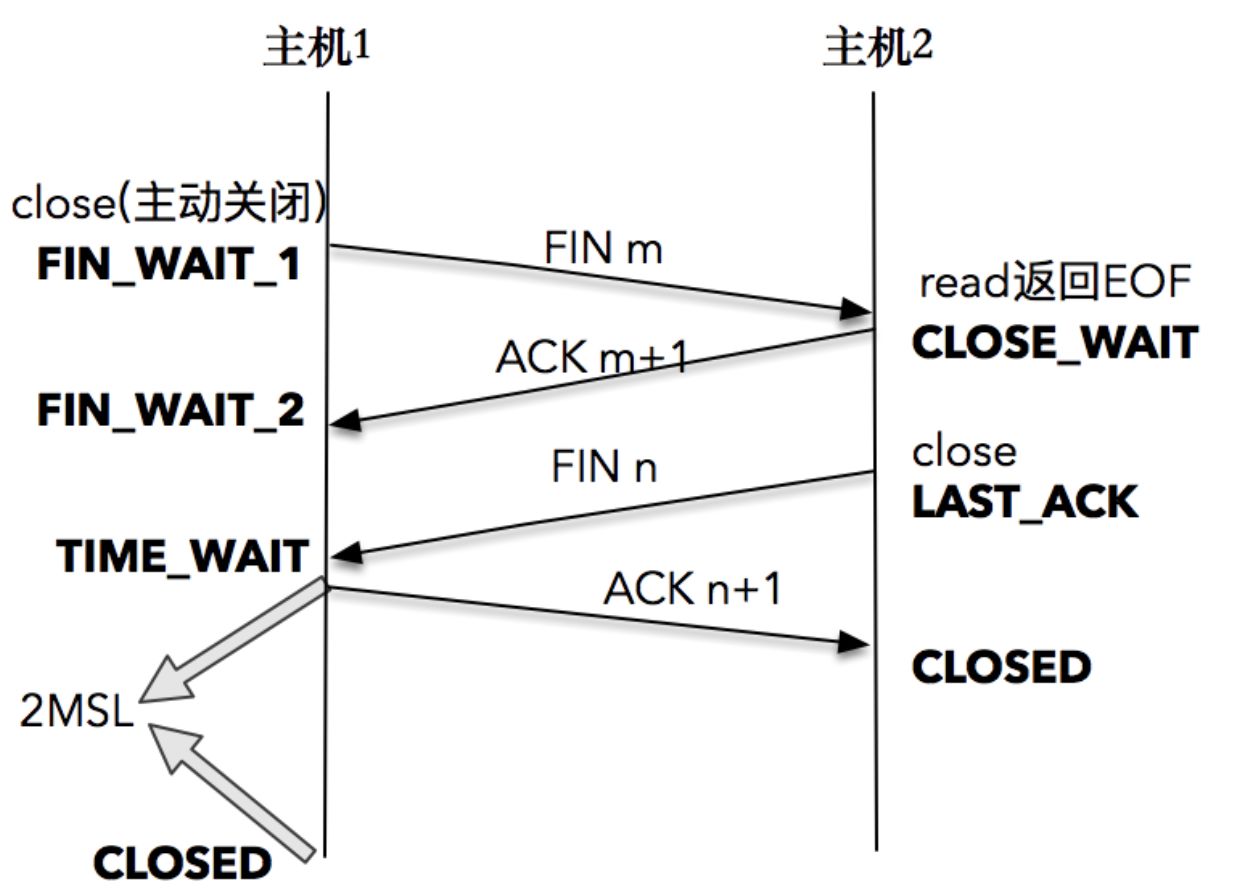 主机1
主机2
close(主动关闭)
FIN_WAIT_1
FIN m
read返回EOF
CLOSE_WAIT
ACK m+1
FIN_WAIT_2
FIN n
close
LAST_ACK
TIME_WAIT
ACK n+1
CLOSED
2MSL
CLOSED